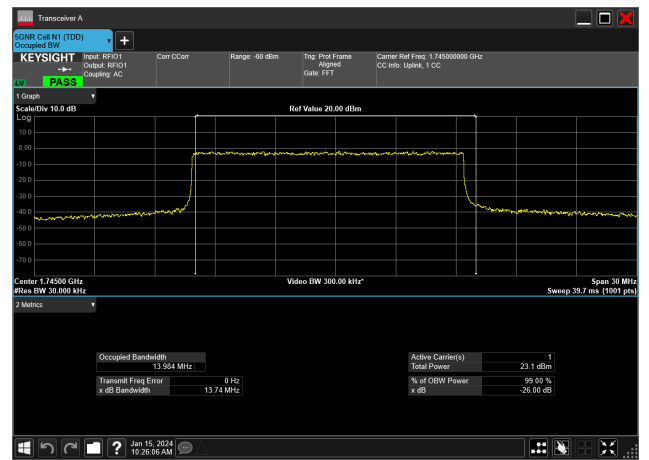 Transceiver A
5GNR Cell N1 (TDD)
Occupied BW
KEYSIGHT
LXI
PASS
Input: RFIO1
Output: RFIO1
Coupling: AC
Corr CCorr
Range: -60 dBm
Trig: Prot Frame
Aligned
Gate: FFT
Carrier Ref Freq: 1.745000000 GHz
CC Info: Uplink, 1 CC
1 Graph
Scale/Div 10.0 dB
Ref Value 20.00 dBm
Log
10.0
0.00
-10.0
-20.0
-30.0
-40.0
-50.0
-60.0
-70.0
Center 1.74500 GHz
Video BW 300.00 kHz*
Span 30 MHz
#Res BW 30.000 kHz
Sweep 39.7 ms (1001 pts)
2 Metrics
Occupied Bandwidth
13.984 MHz
Active Carrier(s) 1
Total Power 23.1 dBm
Transmit Freq Error 0 Hz
x dB Bandwidth 13.74 MHz
% of OBW Power 99.00 %
x dB -26.00 dB
?
Jan 15, 2024
10:26:06 AM